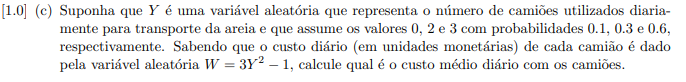 [1.0] (c) Suponha que Y é uma variável aleatória que representa o número de camiões utilizados diaria-
mente para transporte da areia e que assume os valores 0, 2 e 3 com probabilidades 0.1, 0.3 e 0.6,
respectivamente. Sabendo que o custo diário (em unidades monetárias) de cada camião é dado
pela variável aleatória W = 3Y² − 1, calcule qual é o custo médio diário com os camiões.